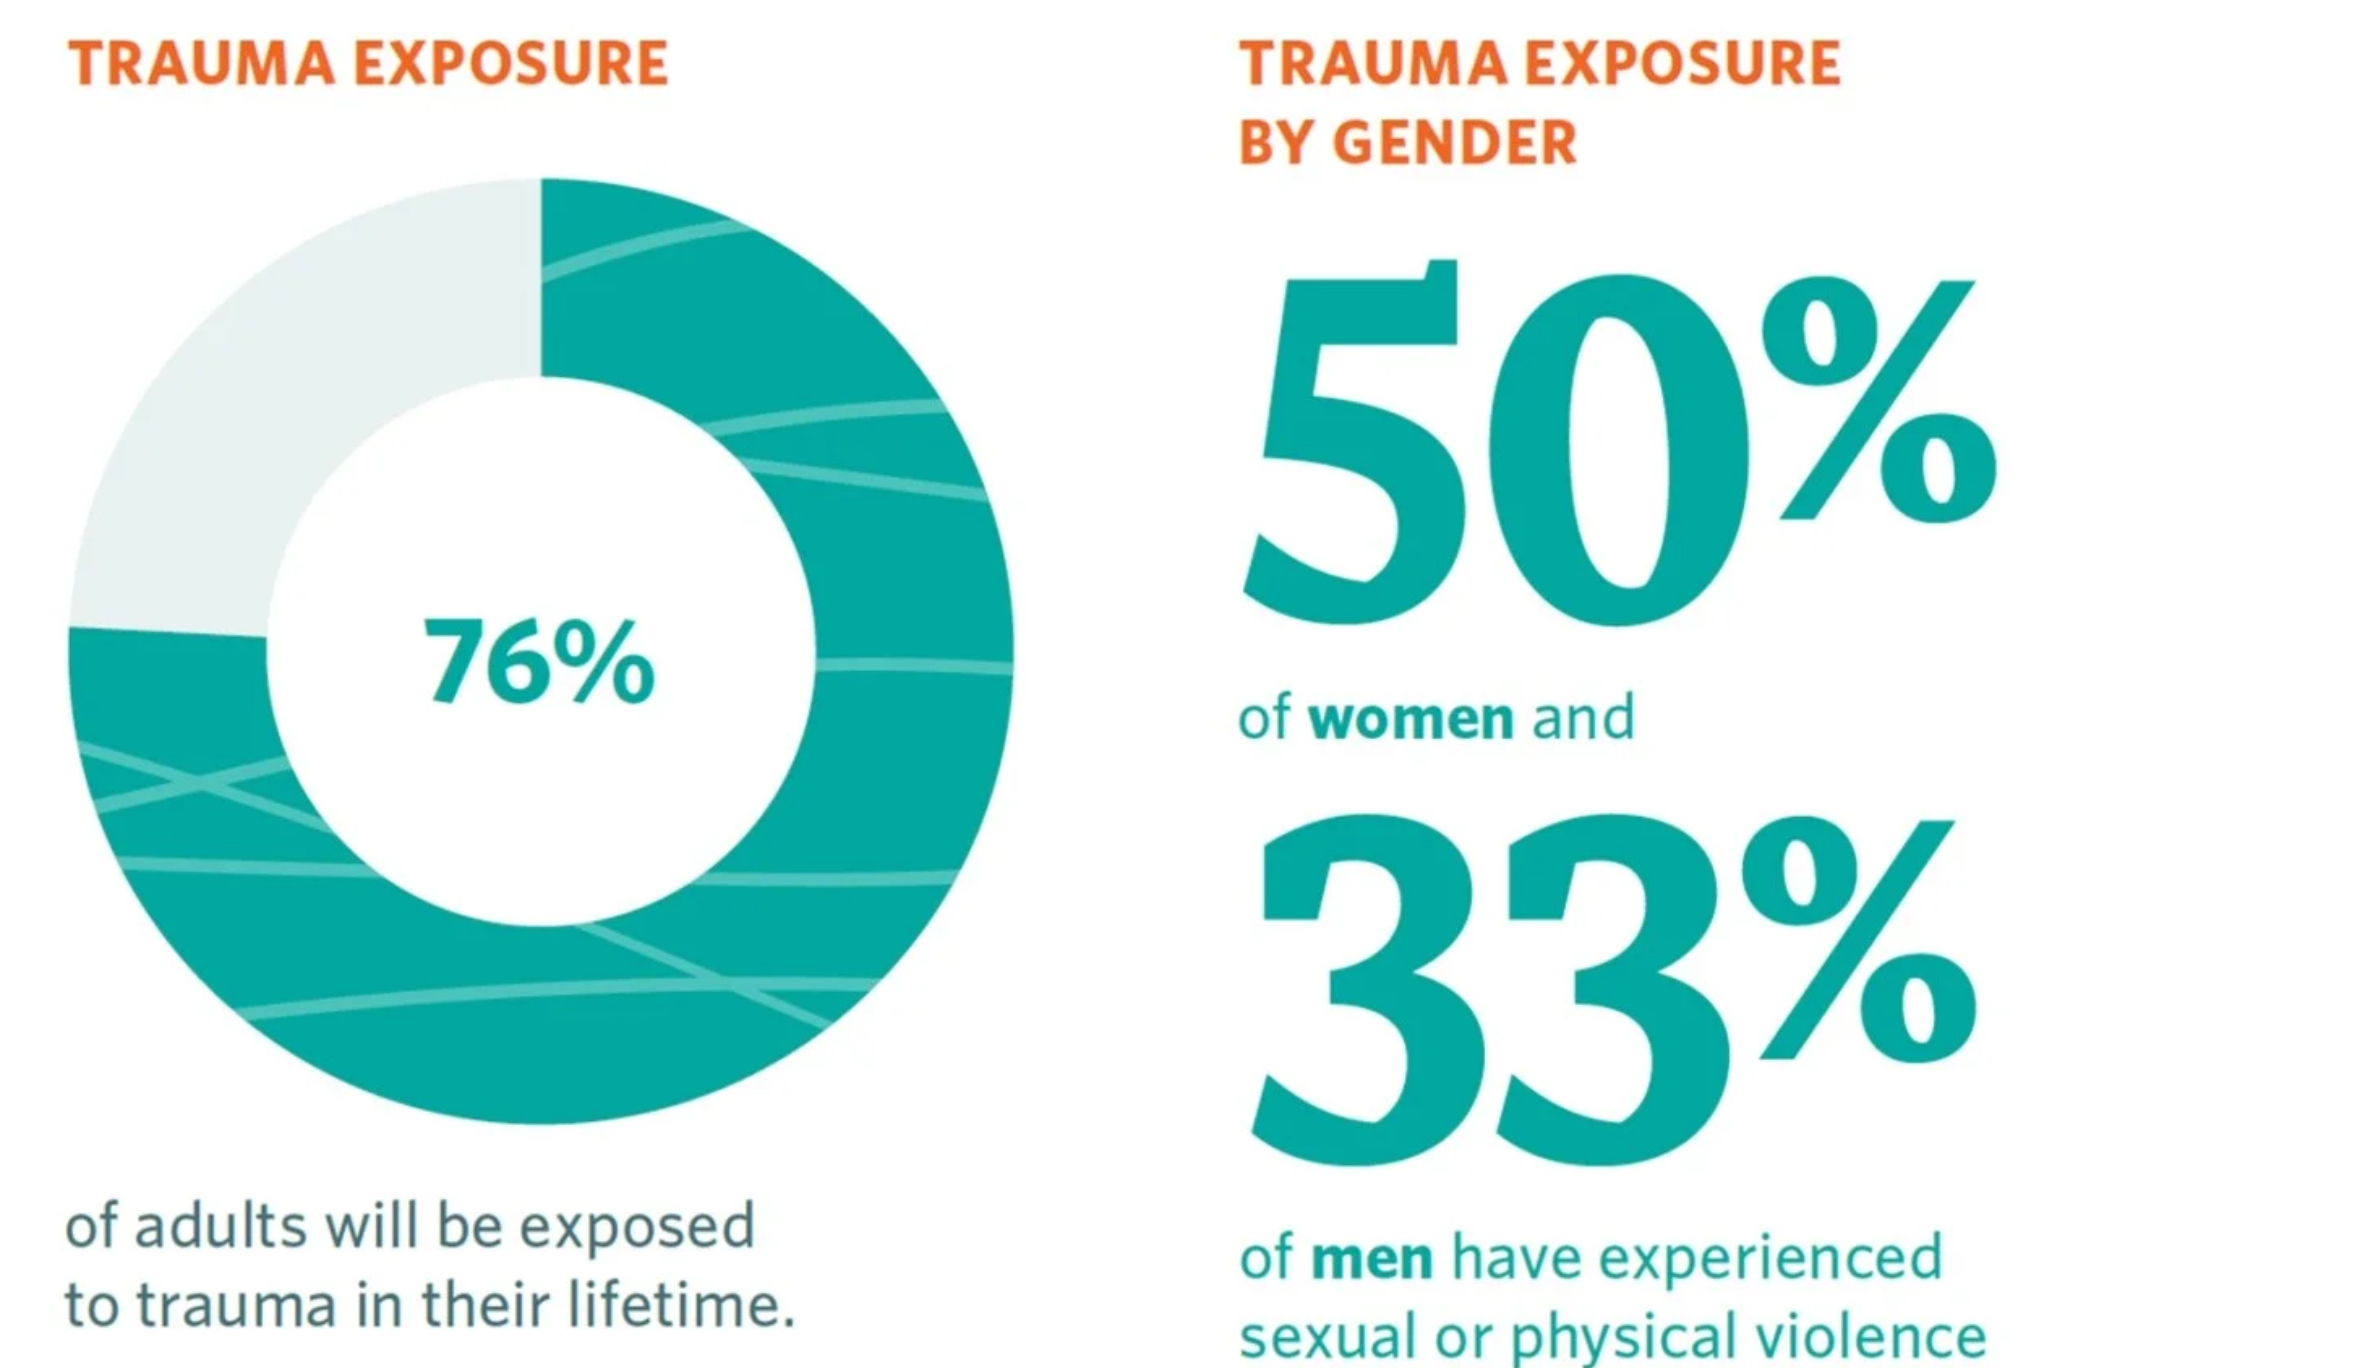 TRAUMA EXPOSURE
76%
of adults will be exposed
to trauma in their lifetime.
TRAUMA EXPOSURE
BY GENDER
50%
of women and
33%
of men have experienced
sexual or physical violence